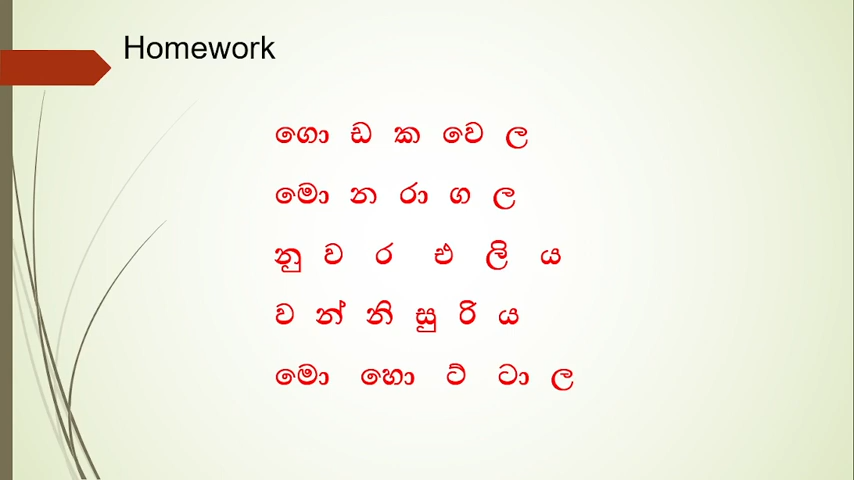 Homework
ගො ඩ ක වෙ ල
මො න රා ග ල
නු ව ර එ ලි ය
ව න් නි සු රි ය
මො හො ට් ටා ල